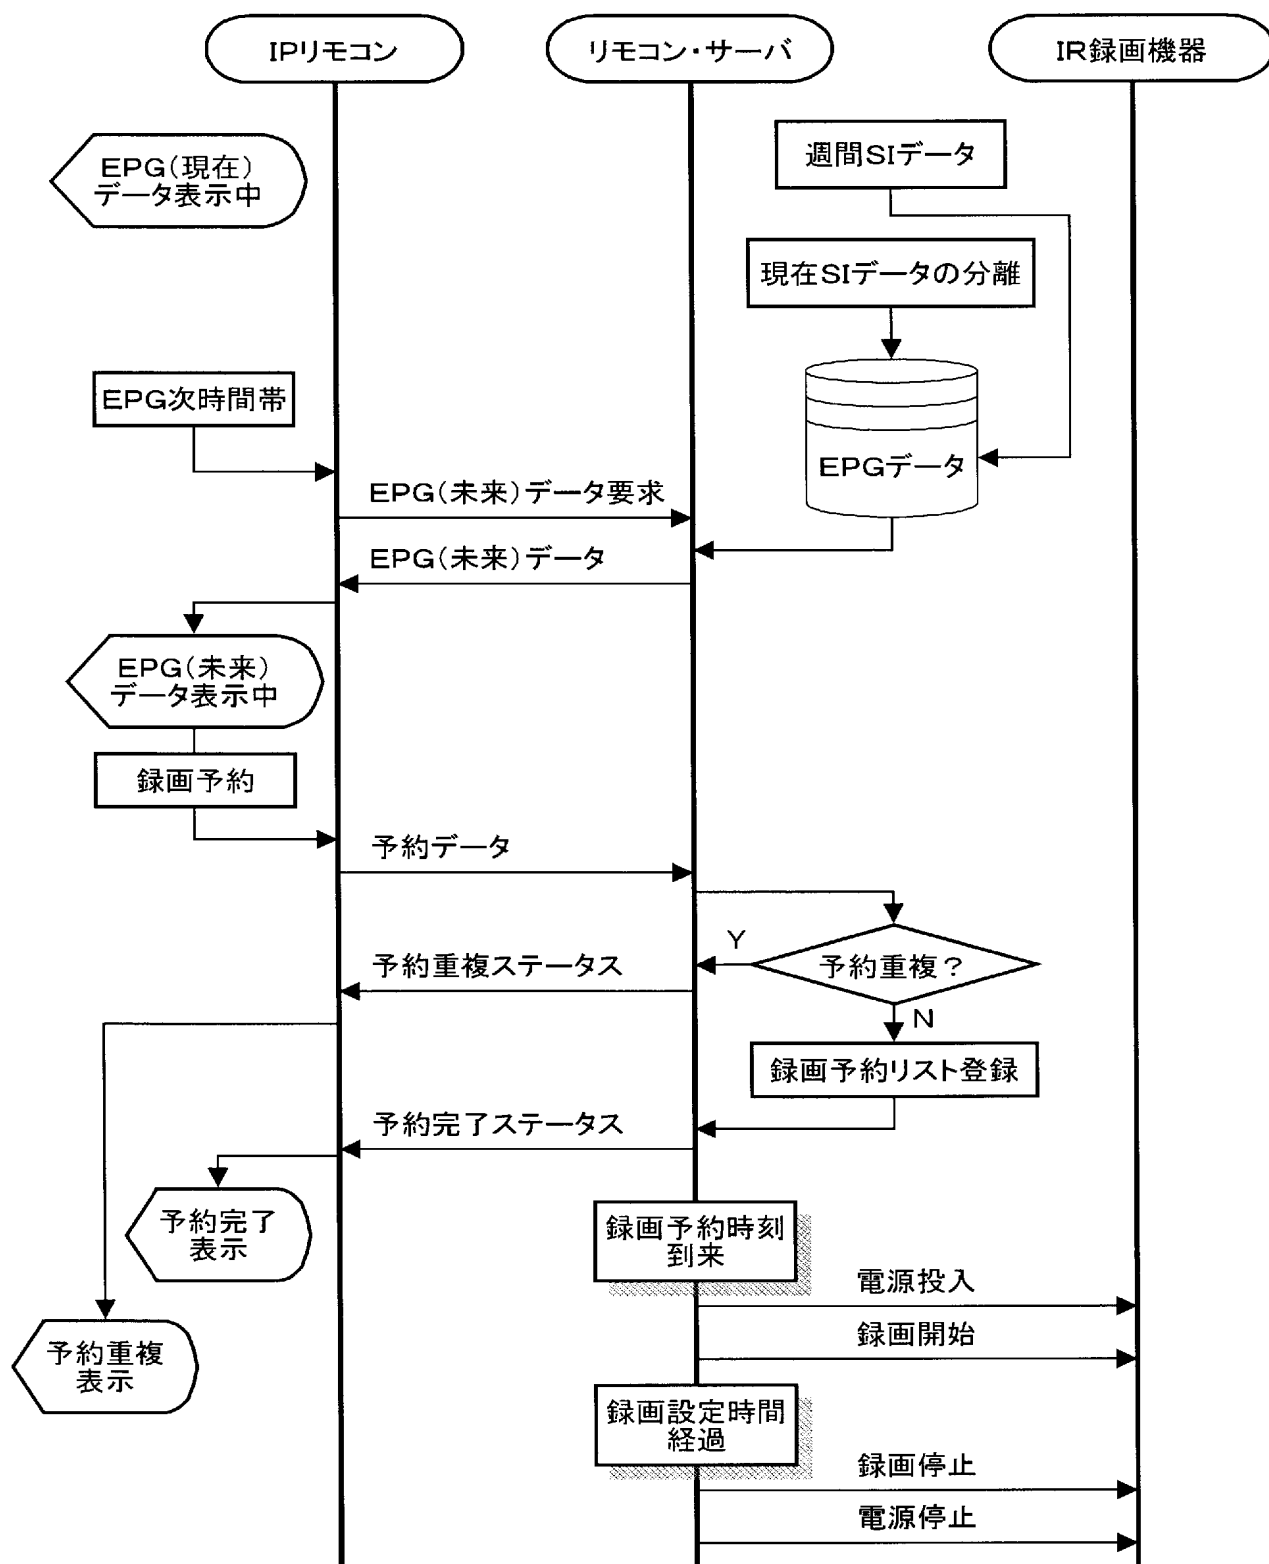 IPリモコン
リモコン・サーバ
IR録画機器
EPG(現在)
データ表示中
週間SIデータ
現在SIデータの分離
EPG次時間帯
EPGデータ
EPG(未来)データ要求
EPG(未来)データ
EPG(未来)
データ表示中
録画予約
予約データ
Y
予約重複?
予約重複ステータス
N
録画予約リスト登録
予約完了ステータス
予約完了
表示
録画予約時刻
到来
電源投入
録画開始
予約重複
表示
録画設定時間
経過
録画停止
電源停止